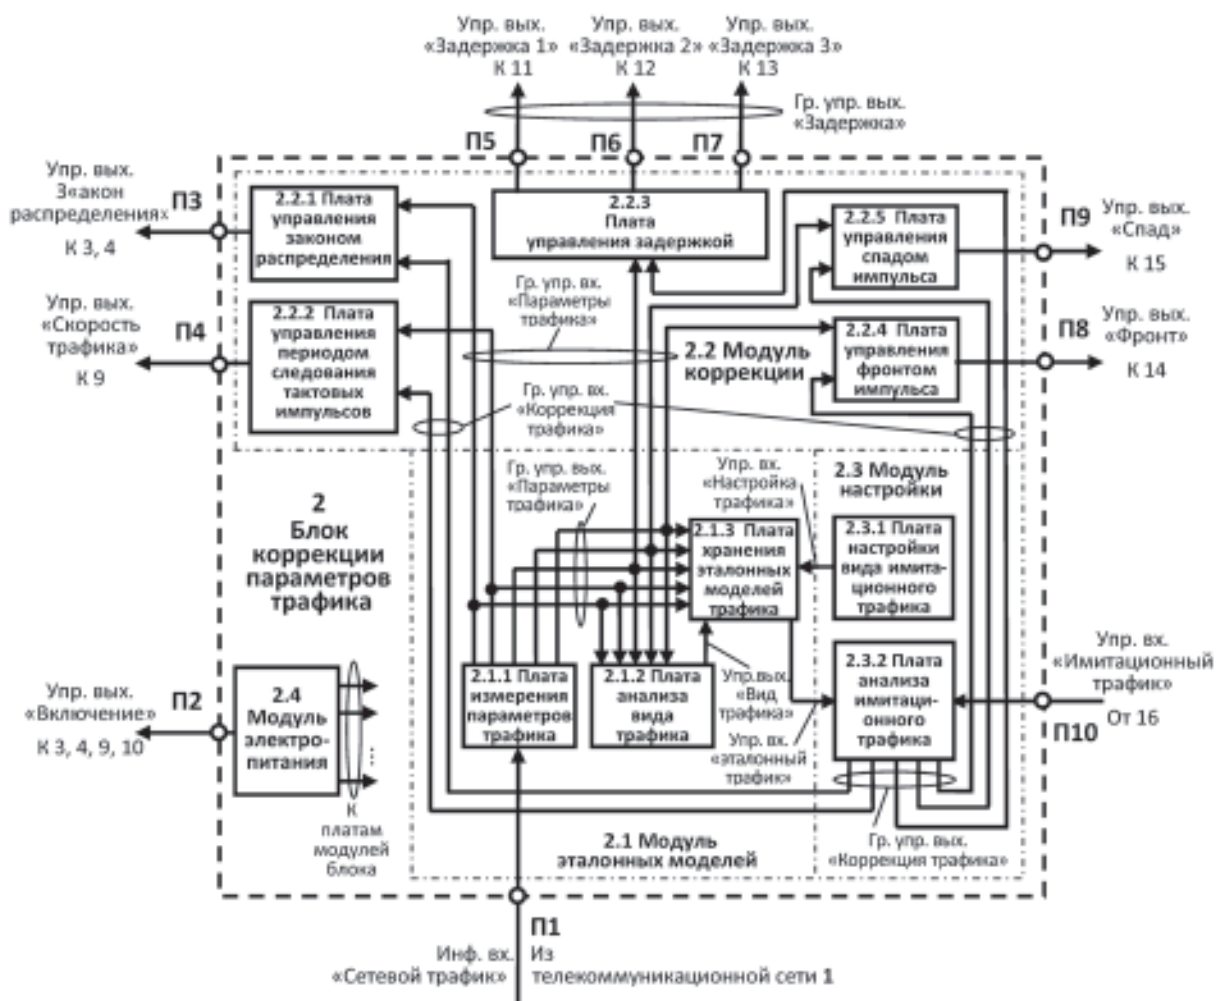 Упр. вых.
«Задержка 1»
К 11
Упр. вых.
«Задержка 2»
К 12
Упр. вых.
«Задержка 3»
К 13
Гр. упр. вых.
«Задержка»
П5
П6
П7
Упр. вых.
З«акон
распределения»
К 3, 4
П3
2.2.1 Плата
управления
законом
распределения
2.2.3
Плата
управления задержкой
2.2.5 Плата
управления
спадом
импульса
П9
Упр. вых.
«Спад»
К 15
Упр. вых.
«Скорость
трафика»
К 9
П4
2.2.2 Плата
управления
периодом
следования
тактовых
импульсов
Гр. упр. вх.
«Параметры
трафика»
2.2 Модуль
коррекции
2.2.4 Плата
управления
фронтом
импульса
П8
Упр. вых.
«Фронт»
К 14
Гр. упр. вх.
«Коррекция
трафика»
Гр. упр. вых.
«Параметры
трафика»
Упр. вх.
«Настройка
трафика»
2.3 Модуль
настройки
2
Блок
коррекции
параметров
трафика
2.1.3 Плата
хранения
эталонных
моделей
трафика
2.3.1 Плата
настройки
вида имита-
ционного
трафика
Упр. вых.
«Включение»
К 3, 4, 9, 10
П2
2.4
Модуль
электро-
питания
К
платам
модулей
блока
2.1.1 Плата
измерения
параметров
трафика
2.1.2 Плата
анализа
вида
трафика
Упр.вых.
«Вид
трафика»
Упр. вх.
«эталонный
трафик»
2.3.2 Плата
анализа
имитаци-
онного
трафика
Упр. вх.
«Имитационный
трафик»
От 16
П10
Гр. упр. вых.
«Коррекция трафика»
2.1 Модуль
эталонных моделей
П1
Инф. вх.
«Сетевой трафик»
Из
телекоммуникационной сети 1